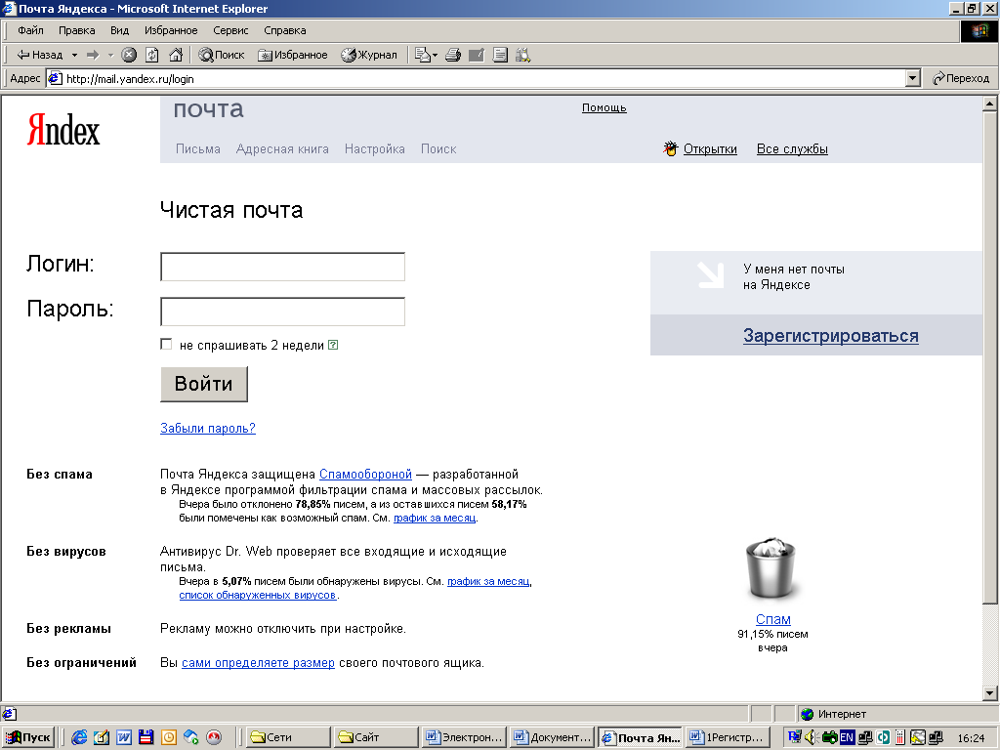 Почта Яндекса - Microsoft Internet Explorer
Файл Правка Вид Избранное Сервис Справка
Назад Поиск Избранное Журнал
Адрес http://mail.yandex.ru/login Переход
Яndex
почта
Помощь
Письма Адресная книга Настройка Поиск
Открытки Все службы
Чистая почта
Логин:
У меня нет почты
на Яндексе
Пароль:
Зарегистрироваться
не спрашивать 2 недели ?
Войти
Забыли пароль?
Без спама
Почта Яндекса защищена Спамообороной — разработанной
в Яндексе программой фильтрации спама и массовых рассылок.
Вчера было отклонено 78,85% писем, а из оставшихся писем 58,17%
были помечены как возможный спам. См. график за месяц.
Без вирусов
Антивирус Dr. Web проверяет все входящие и исходящие
письма.
Вчера в 5,07% писем были обнаружены вирусы. См. график за месяц,
список обнаруженных вирусов.
Без рекламы
Рекламу можно отключить при настройке.
Спам
91,15% писем
вчера
Без ограничений
Вы сами определяете размер своего почтового ящика.
Интернет
Пуск Сети Сайт Электрон... Документ... Почта Ян... 1Регистр... EN 16:24